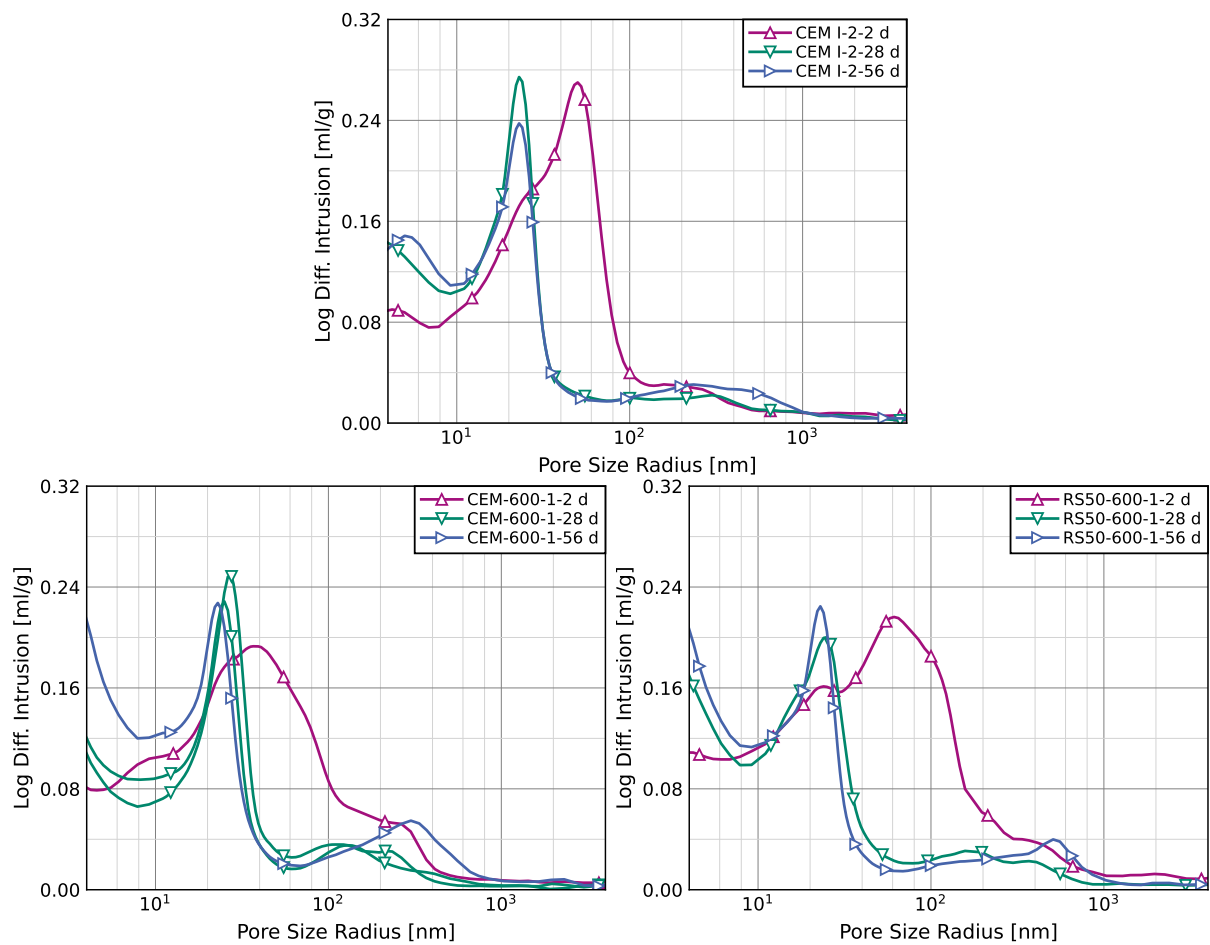 0.32
0.24
0.16
0.08
0.00
Log Diff. Intrusion [ml/g]
CEM I-2-2 d
CEM I-2-28 d
CEM I-2-56 d
10¹ 10² 10³
Pore Size Radius [nm]
0.32
0.24
0.16
0.08
0.00
Log Diff. Intrusion [ml/g]
CEM-600-1-2 d
CEM-600-1-28 d
CEM-600-1-56 d
10¹ 10² 10³
Pore Size Radius [nm]
0.32
0.24
0.16
0.08
0.00
Log Diff. Intrusion [ml/g]
RS50-600-1-2 d
RS50-600-1-28 d
RS50-600-1-56 d
10¹ 10² 10³
Pore Size Radius [nm]